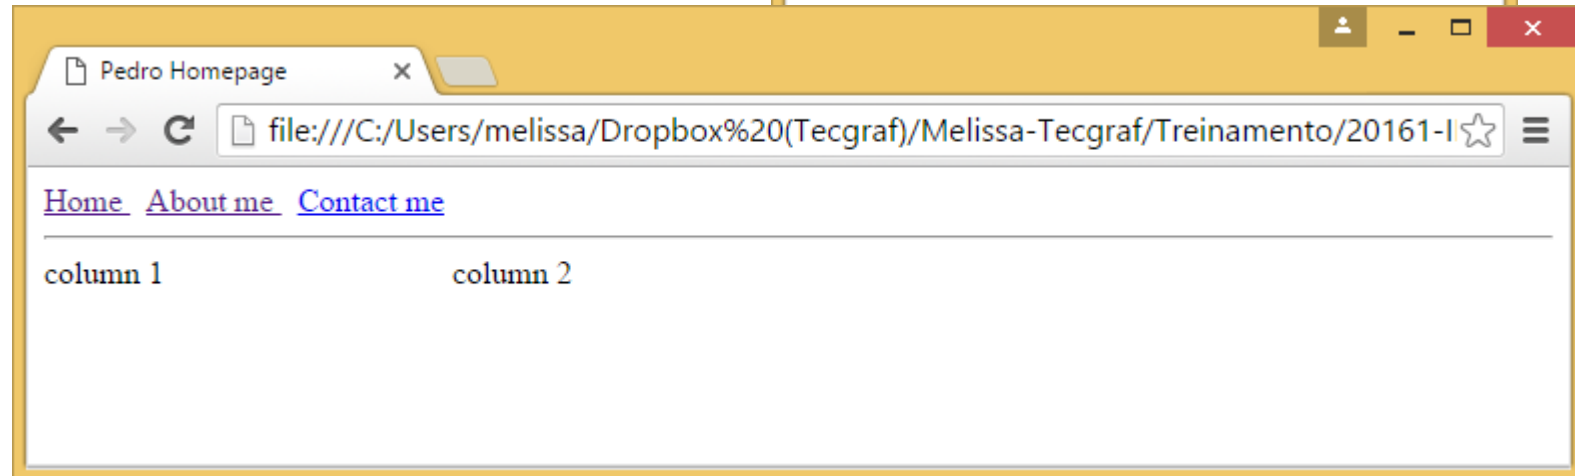 Pedro Homepage
file:///C:/Users/melissa/Dropbox%20(Tecgraf)/Melissa-Tecgraf/Treinamento/20161-I
Home About me Contact me
column 1 column 2